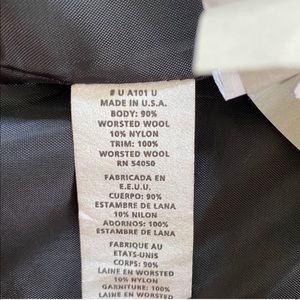 # U A101 U
MADE IN U.S.A.
BODY: 90%
WORSTED WOOL
10% NYLON
TRIM: 100%
WORSTED WOOL
RN 54050
FABRICADA EN
E.E.U.U.
CUERPO: 90%
ESTAMBRE DE LANA
10% NILON
ADORNOS: 100%
ESTAMBRE DE LANA
FABRIQUE AU
ETATS-UNIS
CORPS: 90%
LAINE EN WORSTED
10% NYLON
GARNITURE: 100%
LAINE EN WORSTED